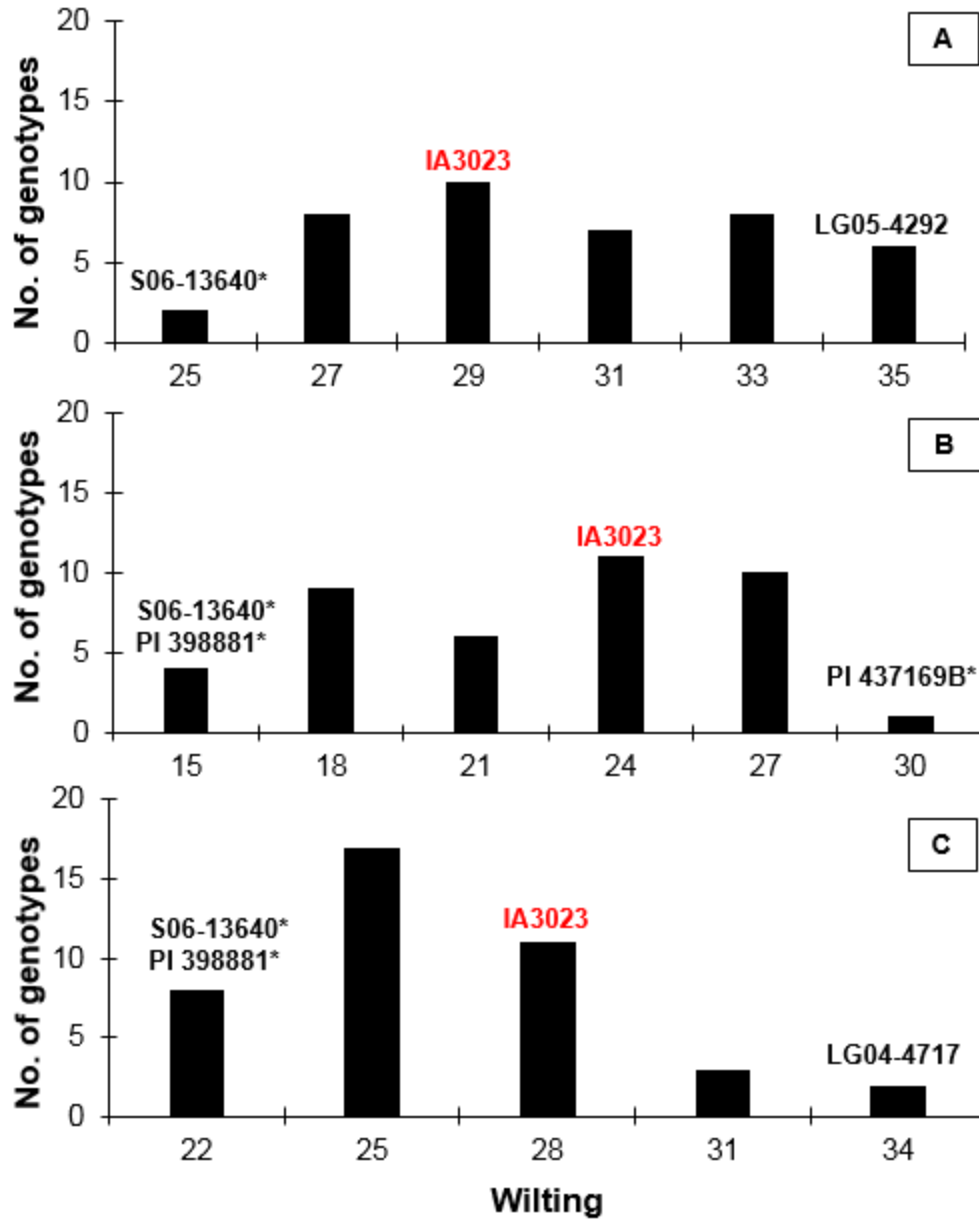 A
No. of genotypes
20
15
10
5
0
S06-13640*
IA3023
LG05-4292
25 27 29 31 33 35
B
No. of genotypes
20
15
10
5
0
S06-13640*
PI 398881*
IA3023
PI 437169B*
15 18 21 24 27 30
C
No. of genotypes
20
15
10
5
0
S06-13640*
PI 398881*
IA3023
LG04-4717
22 25 28 31 34
Wilting